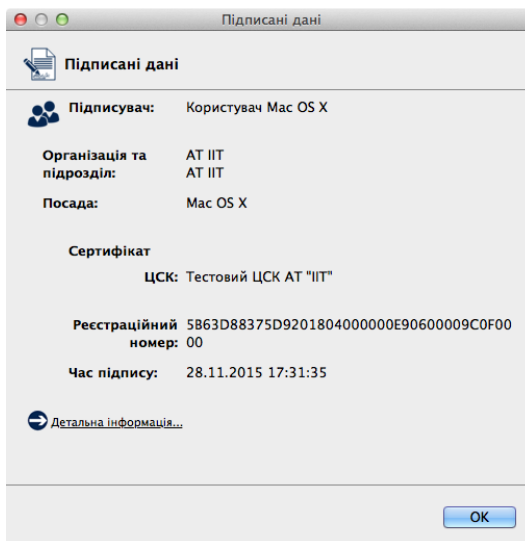 Підписані дані
Підписані дані
Підписувач: Користувач Mac OS X
Організація та АТ ІІТ
підрозділ: АТ ІІТ
Посада: Mac OS X
Сертифікат
ЦСК: Тестовий ЦСК АТ "ІІТ"
Реєстраційний 5B63D88375D9201804000000E90600009C0F00
номер: 00
Час підпису: 28.11.2015 17:31:35
Детальна інформація...
OK